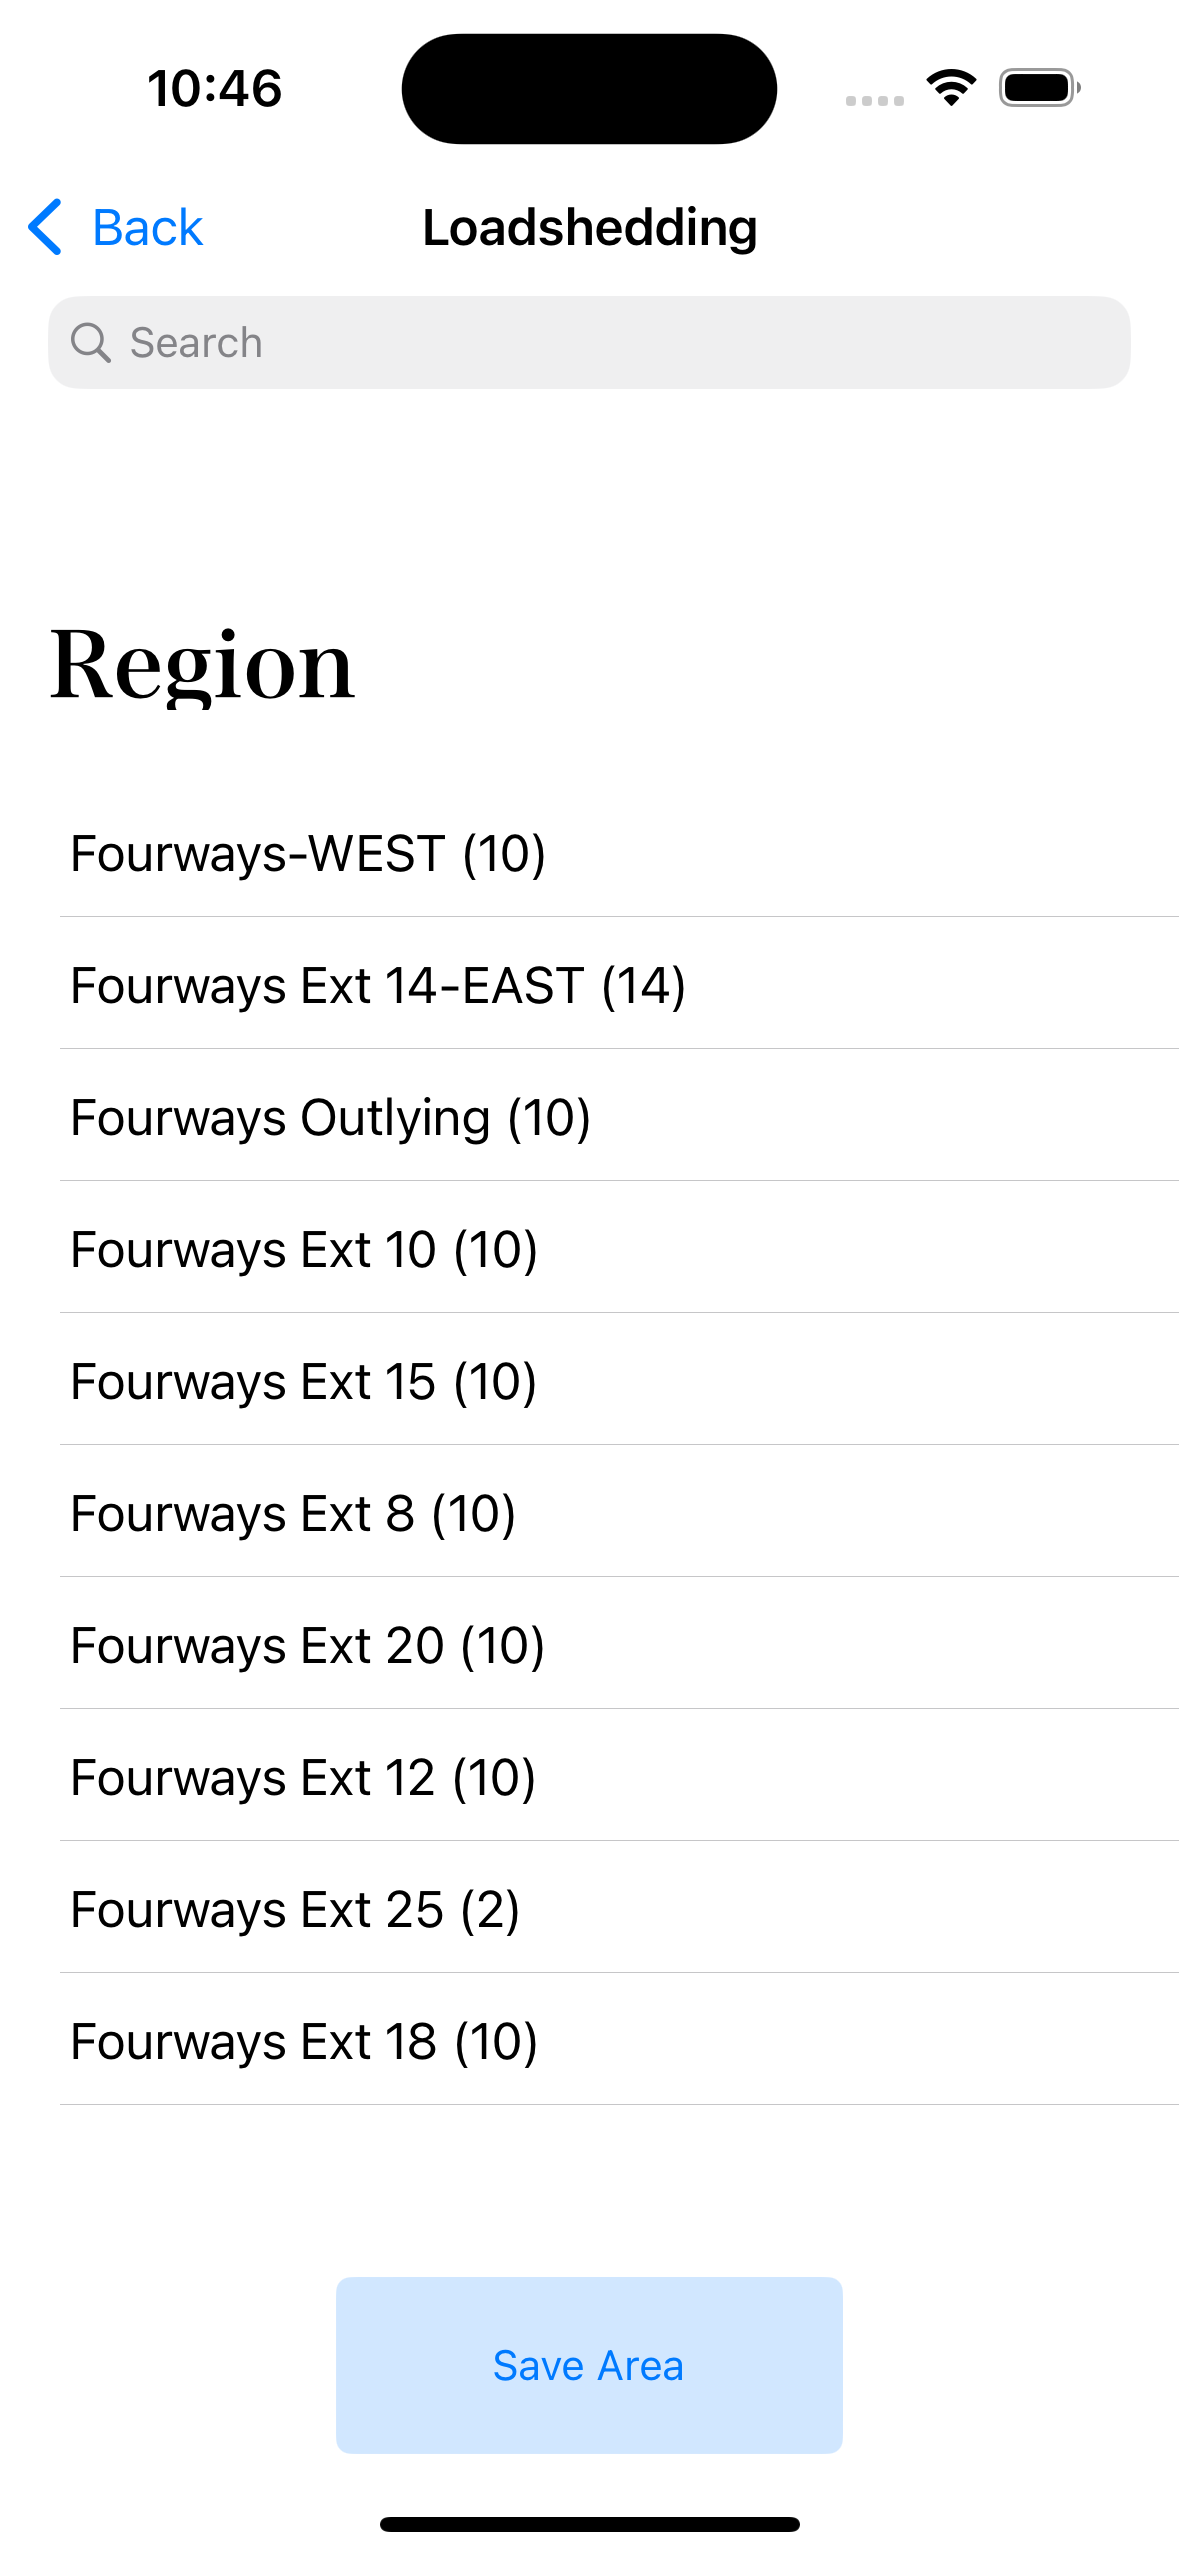 10:46
Back
Loadshedding
Search
Region
Fourways-WEST (10)
Fourways Ext 14-EAST (14)
Fourways Outlying (10)
Fourways Ext 10 (10)
Fourways Ext 15 (10)
Fourways Ext 8 (10)
Fourways Ext 20 (10)
Fourways Ext 12 (10)
Fourways Ext 25 (2)
Fourways Ext 18 (10)
Save Area